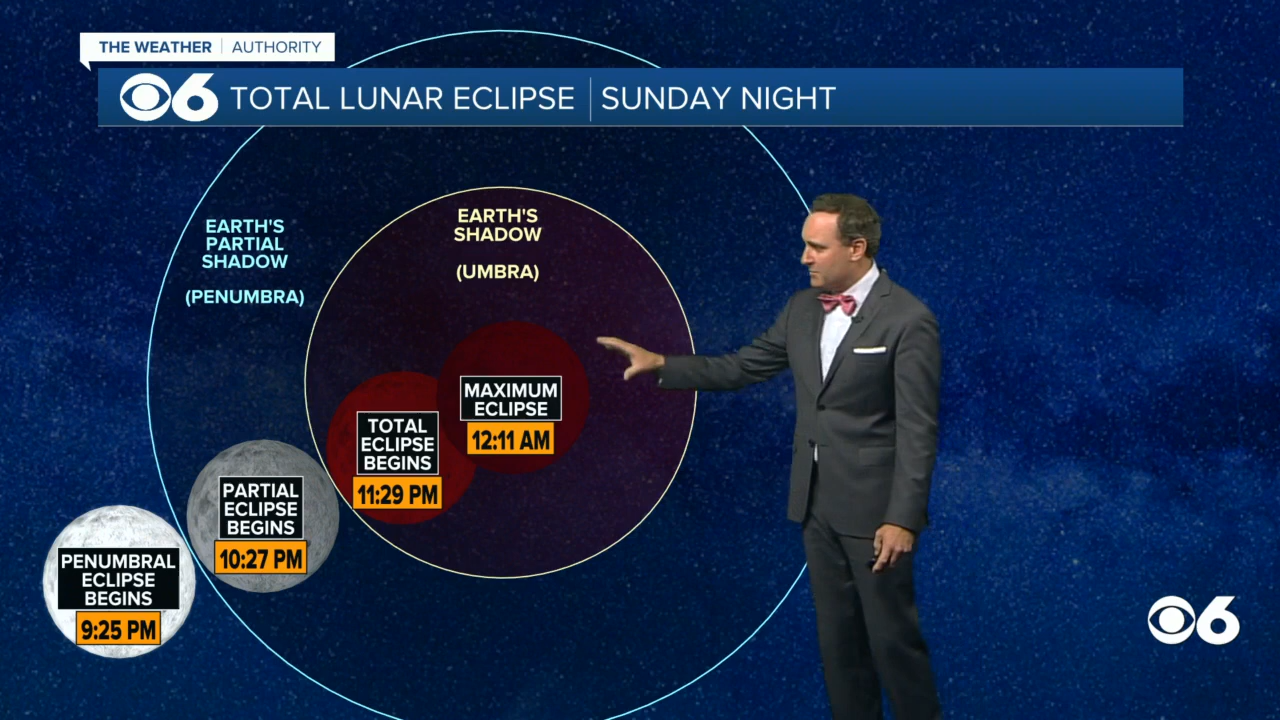 THE WEATHER | AUTHORITY
6 TOTAL LUNAR ECLIPSE | SUNDAY NIGHT
EARTH'S
PARTIAL
SHADOW
(PENUMBRA)
EARTH'S
SHADOW
(UMBRA)
MAXIMUM
ECLIPSE
12:11 AM
TOTAL
ECLIPSE
BEGINS
11:29 PM
PARTIAL
ECLIPSE
BEGINS
10:27 PM
PENUMBRAL
ECLIPSE
BEGINS
9:25 PM
6